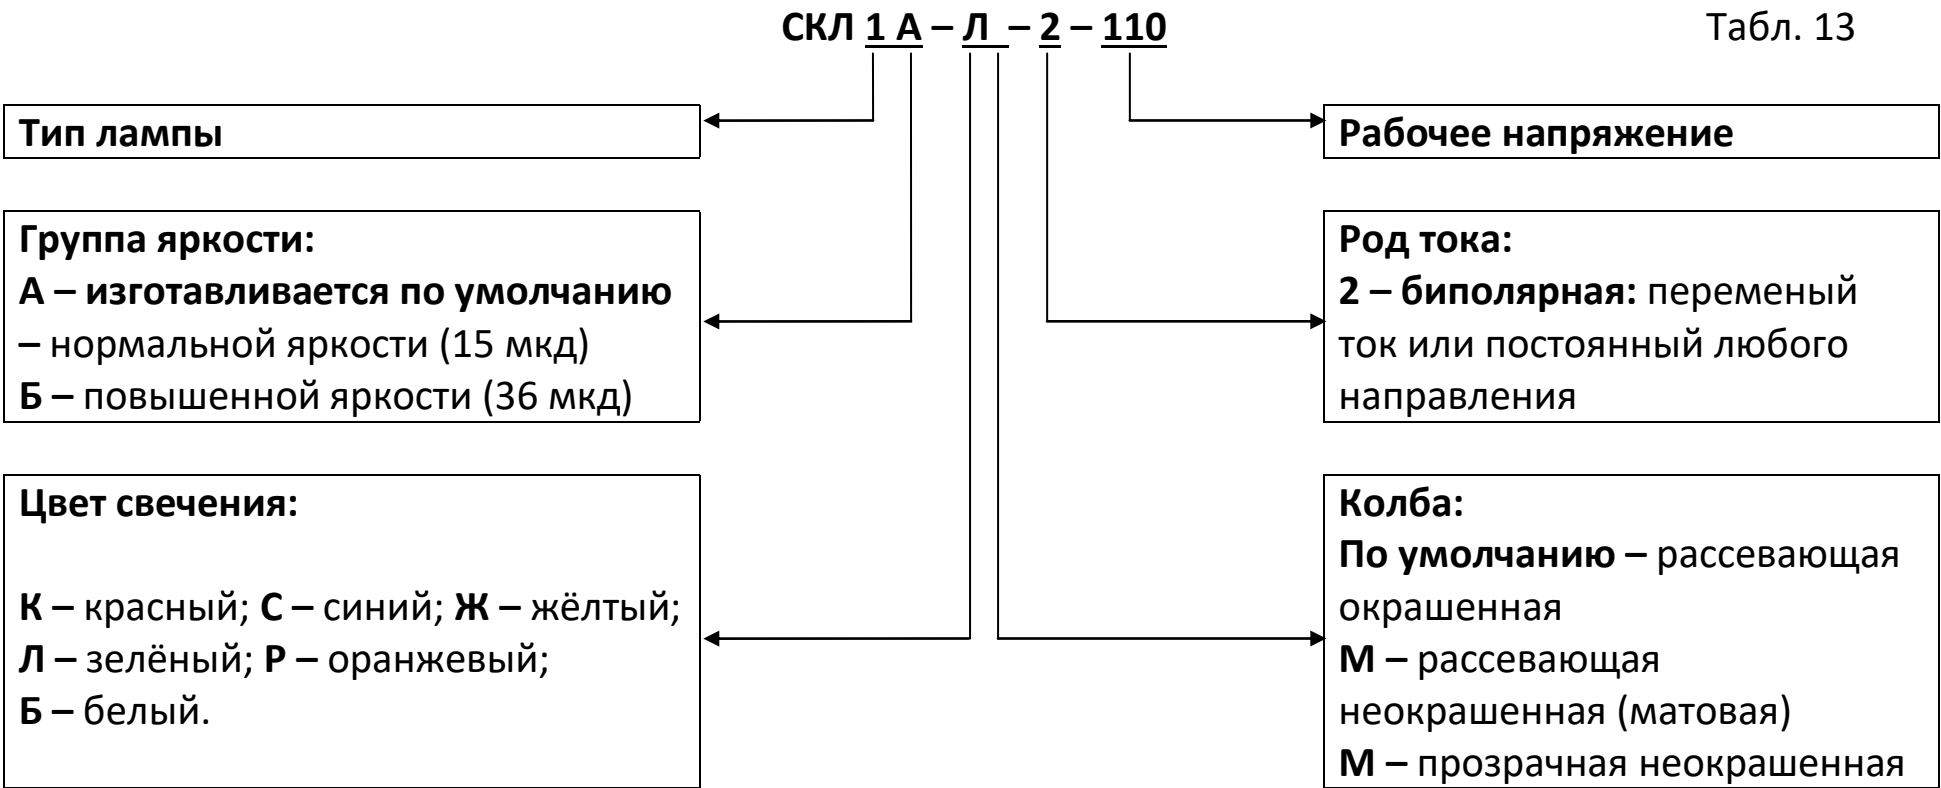 СКЛ 1 А – Л – 2 – 110
Табл. 13
Тип лампы
Рабочее напряжение
Группа яркости:
А – изготавливается по умолчанию
– нормальной яркости (15 мкд)
Б – повышенной яркости (36 мкд)
Род тока:
2 – биполярная: переменый
ток или постоянный любого
направления
Цвет свечения:
К – красный; С – синий; Ж – жёлтый;
Л – зелёный; Р – оранжевый;
Б – белый.
Колба:
По умолчанию – рассевающая
окрашенная
М – рассевающая
неокрашенная (матовая)
М – прозрачная неокрашенная